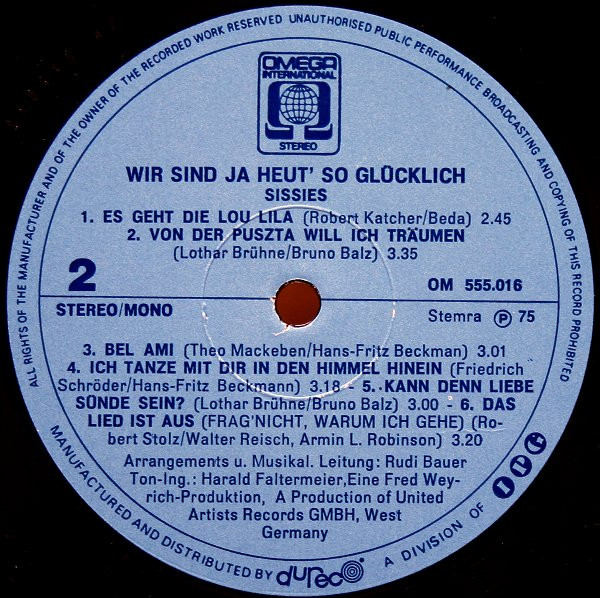 ALL RIGHTS OF THE MANUFACTURER AND OF THE OWNER OF THE RECORDED WORK RESERVED UNAUTHORISED PUBLIC PERFORMANCE BROADCASTING AND COPYING OF THIS RECORD PROHIBITED
OMEGA
INTERNATIONAL
STEREO
WIR SIND JA HEUT' SO GLÜCKLICH
SISSIES
1. ES GEHT DIE LOU LILA (Robert Katcher/Beda) 2.45
2. VON DER PUSZTA WILL ICH TRÄUMEN
(Lothar Brühne/Bruno Balz) 3.35
2
OM 555.016
STEREO/MONO
Stemra Ⓟ 75
3. BEL AMI (Theo Mackeben/Hans-Fritz Beckman) 3.01
4. ICH TANZE MIT DIR IN DEN HIMMEL HINEIN (Friedrich
Schröder/Hans-Fritz Beckmann) 3.18 - 5. KANN DENN LIEBE
SÜNDE SEIN? (Lothar Brühne/Bruno Balz) 3.00 - 6. DAS
LIED IST AUS (FRAG'NICHT, WARUM ICH GEHE) (Ro-
bert Stolz/Walter Reisch, Armin L. Robinson) 3.20
Arrangements u. Musikal. Leitung: Rudi Bauer
Ton-Ing.: Harald Faltermeier,Eine Fred Wey-
rich-Produktion, A Production of United
Artists Records GMBH, West
Germany
MANUFACTURED AND DISTRIBUTED BY dureco A DIVISION OF IPG